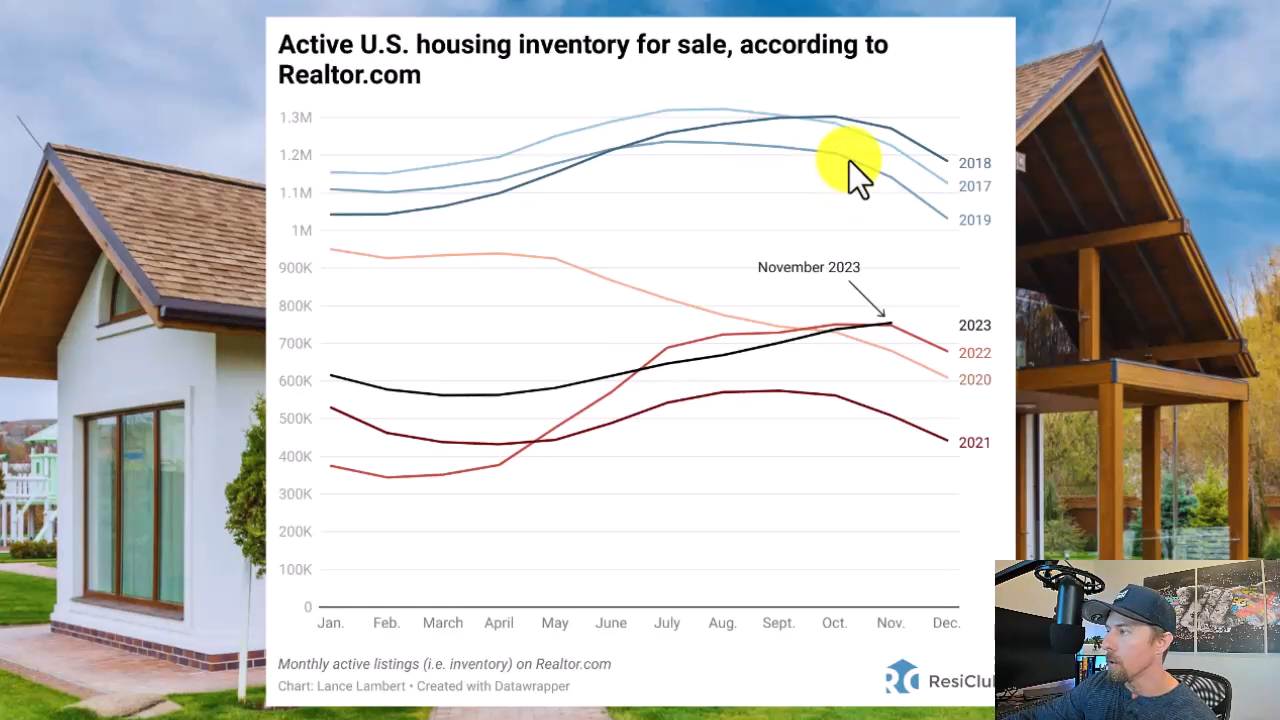 Active U.S. housing inventory for sale, according to
Realtor.com
1.3M
1.2M
1.1M
1M
900K
800K
700K
600K
500K
400K
300K
200K
100K
0
2018
2017
2019
November 2023
2023
2022
2020
2021
Jan. Feb. March April May June July Aug. Sept. Oct. Nov. Dec.
Monthly active listings (i.e. inventory) on Realtor.com
Chart: Lance Lambert • Created with Datawrapper
ResiClu